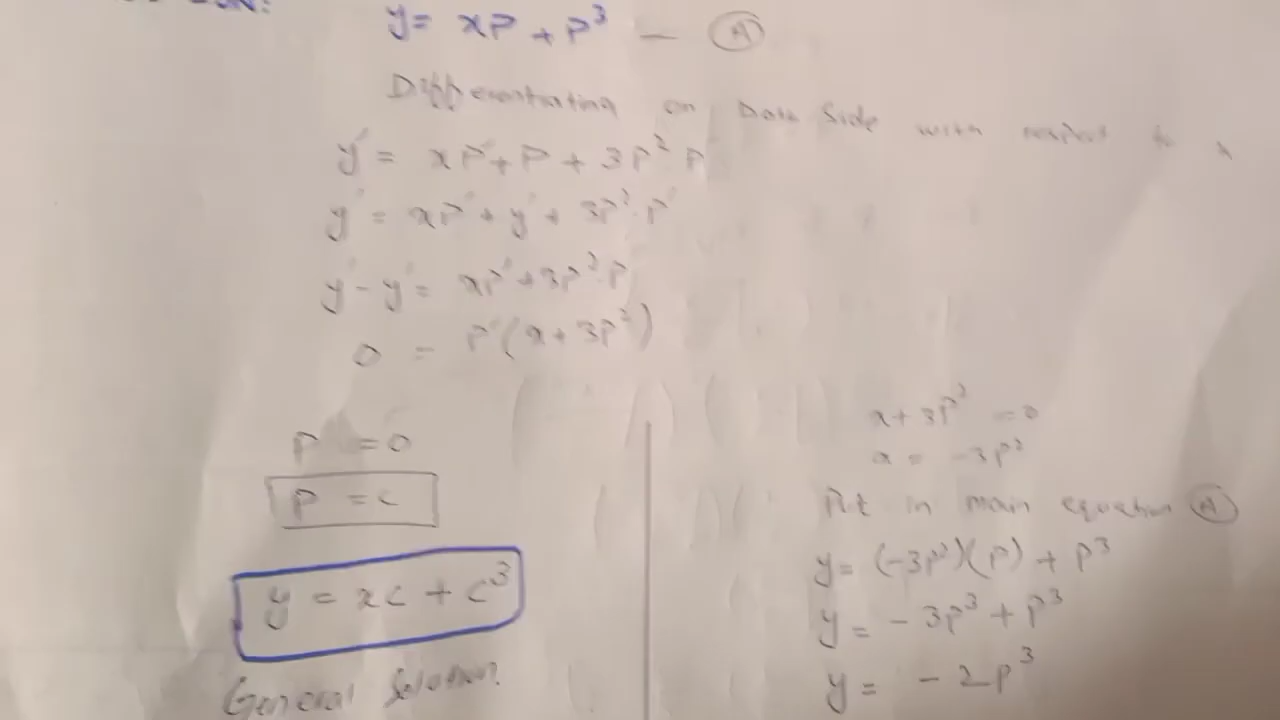 y = xp + p³ — (A)
Differentiating on Both Side with respect to x
y' = xp' + p + 3p² p'
y' = xp' + y' + 3p² . p'
y' - y' = xp' + 3p² . p'
0 = p'(x + 3p²)
p' = 0
p = c
y = xc + c³
General Solution.
x + 3p² = 0
x = -3p²
Put in main equation (A)
y = (-3p²)(p) + p³
y = - 3p³ + p³
y = - 2p³